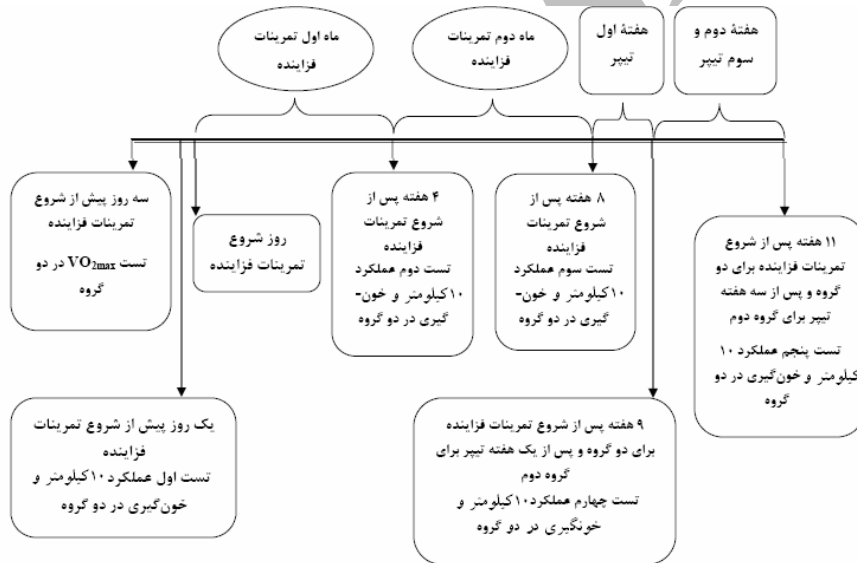 ماه اول تمرینات
فزاینده
ماه دوم تمرینات
فزاینده
هفتهٔ اول
تیپر
هفتهٔ دوم و
سوم تیپر
سه روز پیش از شروع
تمرینات فزاینده
تست VO2max در دو
گروه
روز شروع
تمرینات فزاینده
۴ هفته پس از
شروع تمرینات
فزاینده
تست دوم عملکرد
۱۰کیلومتر و خون-
گیری در دو گروه
۸ هفته پس از
شروع تمرینات
فزاینده
تست سوم عملکرد
۱۰کیلومتر و خون-
گیری در دو گروه
۱۱ هفته پس از شروع
تمرینات فزاینده برای دو
گروه و پس از سه هفته
تیپر برای گروه دوم
تست پنجم عملکرد ۱۰
کیلومتر و خون‌گیری در دو
گروه
یک روز پیش از شروع تمرینات
فزاینده
تست اول عملکرد ۱۰کیلومتر و
خون‌گیری در دو گروه
۹ هفته پس از شروع تمرینات فزاینده
برای دو گروه و پس از یک هفته تیپر برای
گروه دوم
تست چهارم عملکرد۱۰کیلومتر و
خونگیری در دو گروه